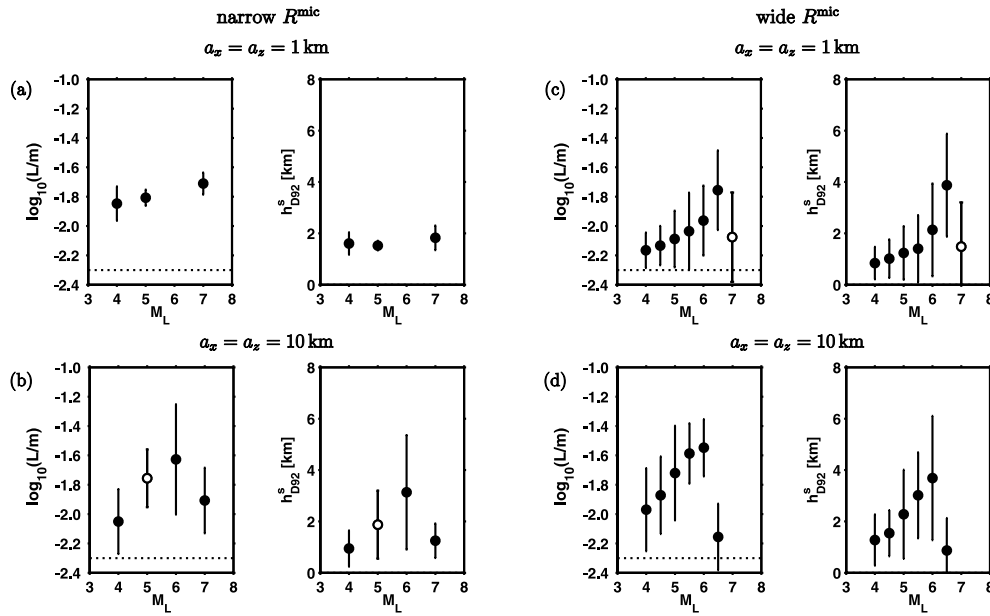 narrow R^mic
a_x = a_z = 1 km
(a)
log10(L/m)
-1.0
-1.2
-1.4
-1.6
-1.8
-2.0
-2.2
-2.4
3 4 5 6 7 8
M_L
h^s_D92 [km]
8
6
4
2
0
3 4 5 6 7 8
M_L
a_x = a_z = 10 km
(b)
log10(L/m)
-1.0
-1.2
-1.4
-1.6
-1.8
-2.0
-2.2
-2.4
3 4 5 6 7 8
M_L
h^s_D92 [km]
8
6
4
2
0
3 4 5 6 7 8
M_L
wide R^mic
a_x = a_z = 1 km
(c)
log10(L/m)
-1.0
-1.2
-1.4
-1.6
-1.8
-2.0
-2.2
-2.4
3 4 5 6 7 8
M_L
h^s_D92 [km]
8
6
4
2
0
3 4 5 6 7 8
M_L
a_x = a_z = 10 km
(d)
log10(L/m)
-1.0
-1.2
-1.4
-1.6
-1.8
-2.0
-2.2
-2.4
3 4 5 6 7 8
M_L
h^s_D92 [km]
8
6
4
2
0
3 4 5 6 7 8
M_L